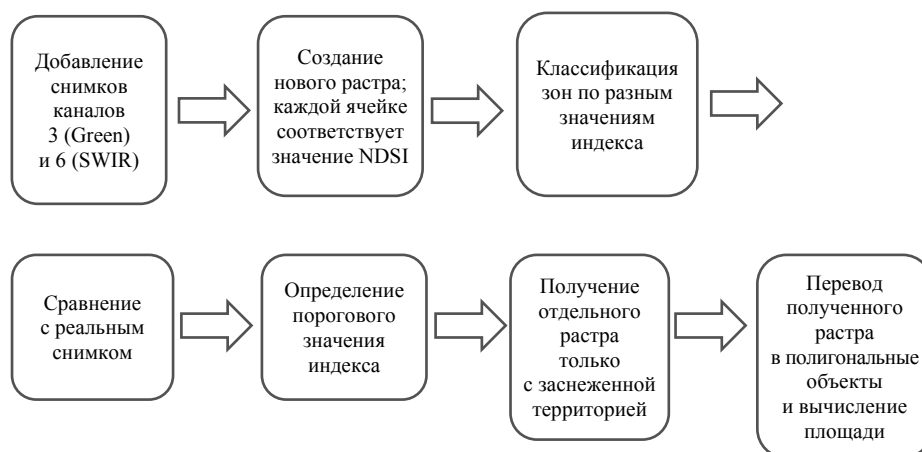 Добавление
снимков
каналов
3 (Green)
и 6 (SWIR)
Создание
нового растра;
каждой ячейке
соответствует
значение NDSI
Классификация
зон по разным
значениям
индекса
Сравнение
с реальным
снимком
Определение
порогового
значения
индекса
Получение
отдельного
растра
только
с заснеженной
территорией
Перевод
полученного
растра
в полигональные
объекты
и вычисление
площади